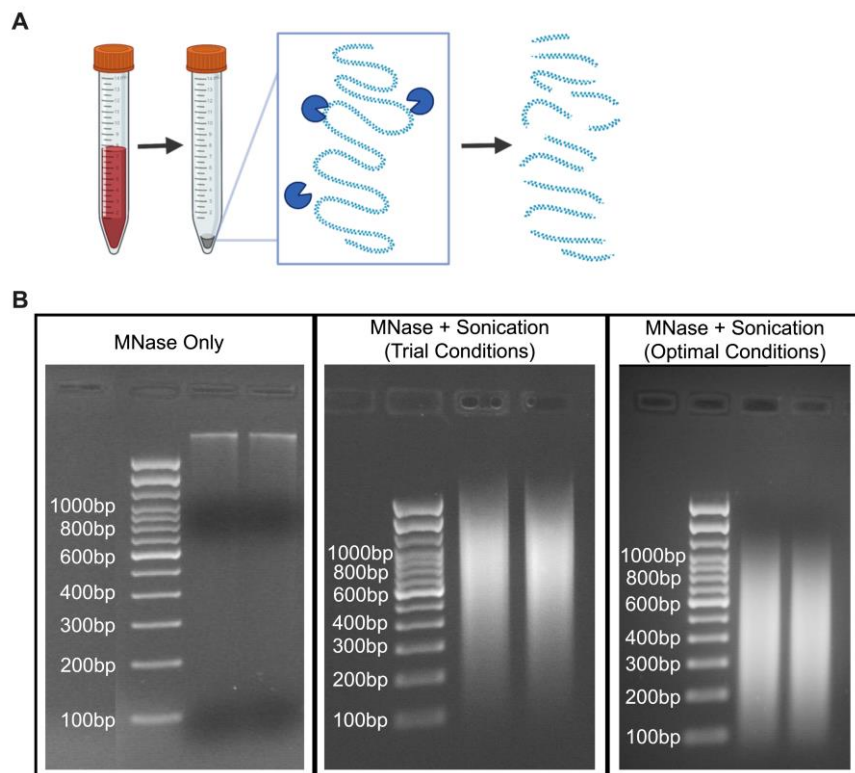 A
B
MNase Only
MNase + Sonication
(Trial Conditions)
MNase + Sonication
(Optimal Conditions)
1000bp
800bp
600bp
400bp
300bp
200bp
100bp
1000bp
800bp
600bp
400bp
300bp
200bp
100bp
1000bp
800bp
600bp
400bp
300bp
200bp
100bp